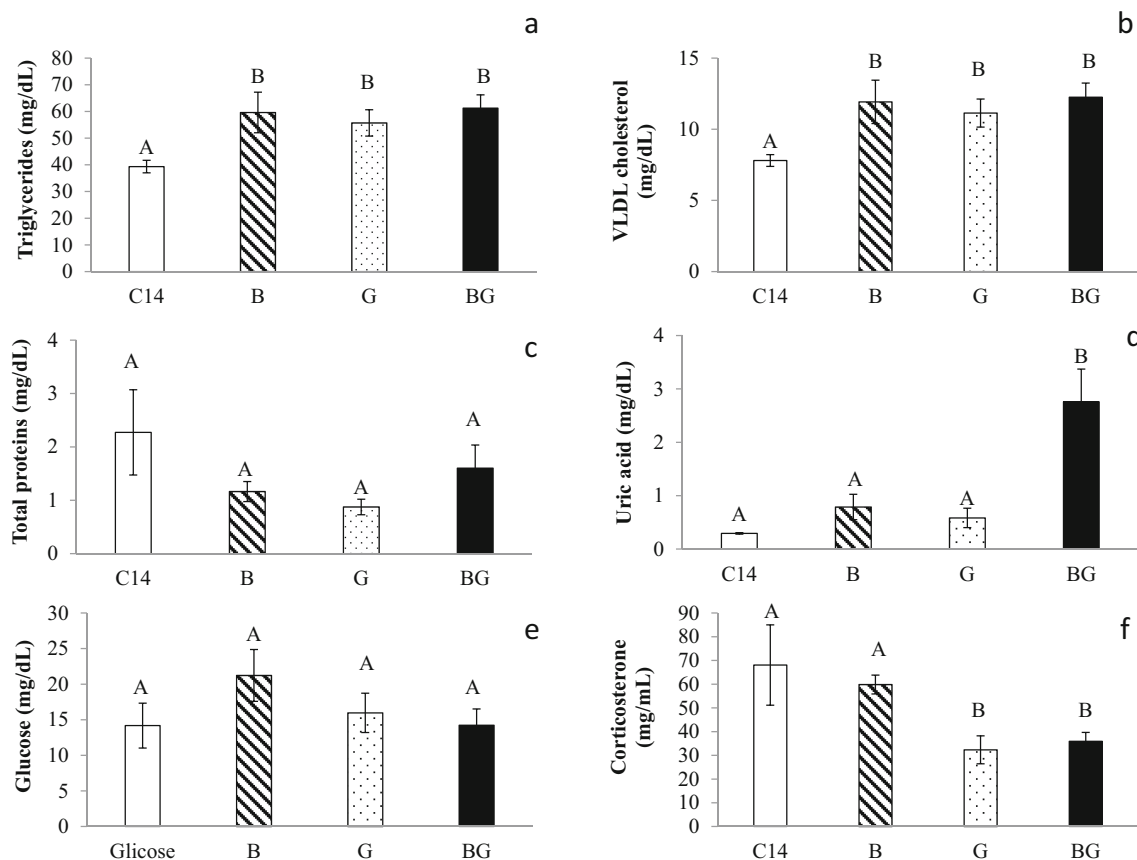 a
Triglycerides (mg/dL)
80
70
60
50
40
30
20
10
0
A
B
B
B
C14
B
G
BG
b
VLDL cholesterol
(mg/dL)
15
10
5
0
A
B
B
B
C14
B
G
BG
c
Total proteins (mg/dL)
4
3
2
1
0
A
A
A
A
C14
B
G
BG
d
Uric acid (mg/dL)
4
3
2
1
0
A
A
A
B
C14
B
G
BG
e
Glucose (mg/dL)
30
25
20
15
10
5
0
A
A
A
A
Glicose
B
G
BG
f
Corticosterone
(mg/mL)
90
80
70
60
50
40
30
20
10
0
A
A
B
B
C14
B
G
BG